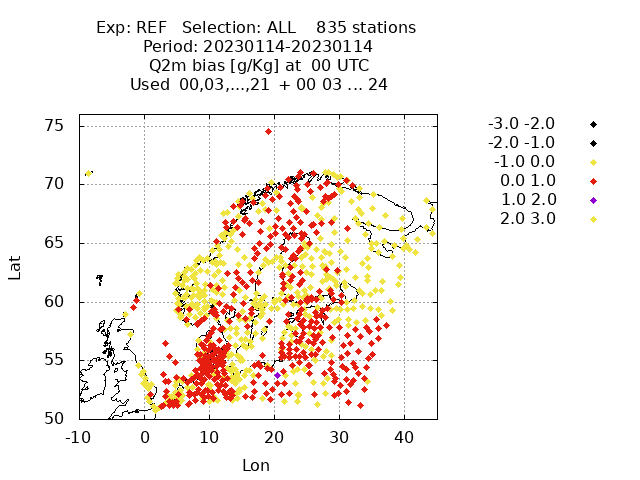 Exp: REF   Selection: ALL    835 stations
Period: 20230114-20230114
Q2m bias [g/Kg] at  00 UTC
Used  00,03,...,21  + 00 03 ... 24
75
70
65
60
55
50
-10 0 10 20 30 40
Lat
Lon
-3.0 -2.0
-2.0 -1.0
-1.0 0.0
0.0 1.0
1.0 2.0
2.0 3.0